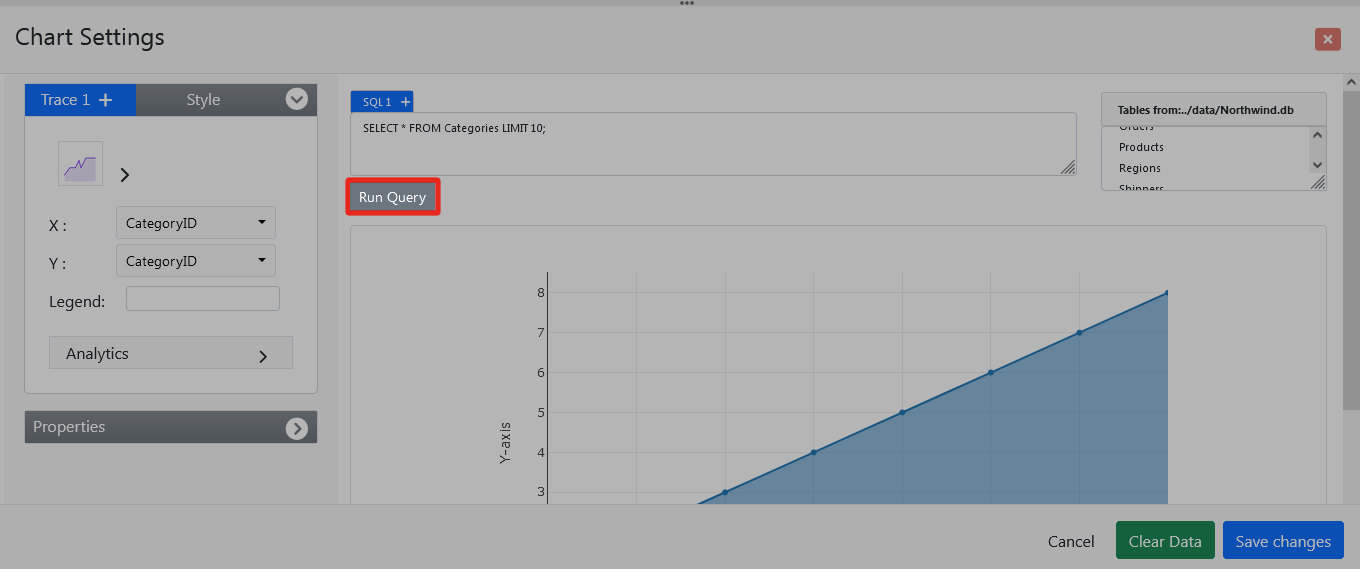 Chart Settings
Trace 1 +
Style
X :
CategoryID
Y :
CategoryID
Legend:
Analytics
Properties
SQL 1 +
SELECT * FROM Categories LIMIT 10;
Run Query
Tables from:../data/Northwind.db
Orders
Products
Regions
Shippers
8
7
6
5
4
3
Y-axis
Cancel
Clear Data
Save changes